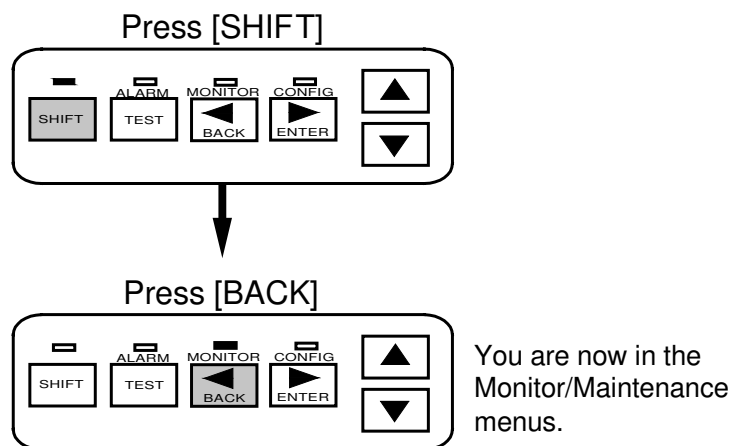 Press [SHIFT]
ALARM MONITOR CONFIG
SHIFT TEST BACK ENTER
Press [BACK]
ALARM MONITOR CONFIG
SHIFT TEST BACK ENTER
You are now in the
Monitor/Maintenance
menus.